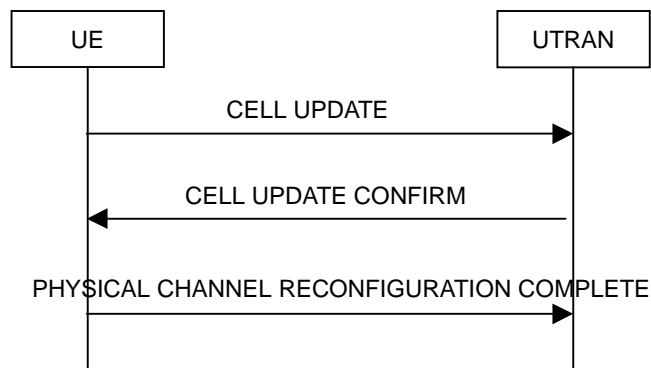 UE
UTRAN
CELL UPDATE
CELL UPDATE CONFIRM
PHYSICAL CHANNEL RECONFIGURATION COMPLETE